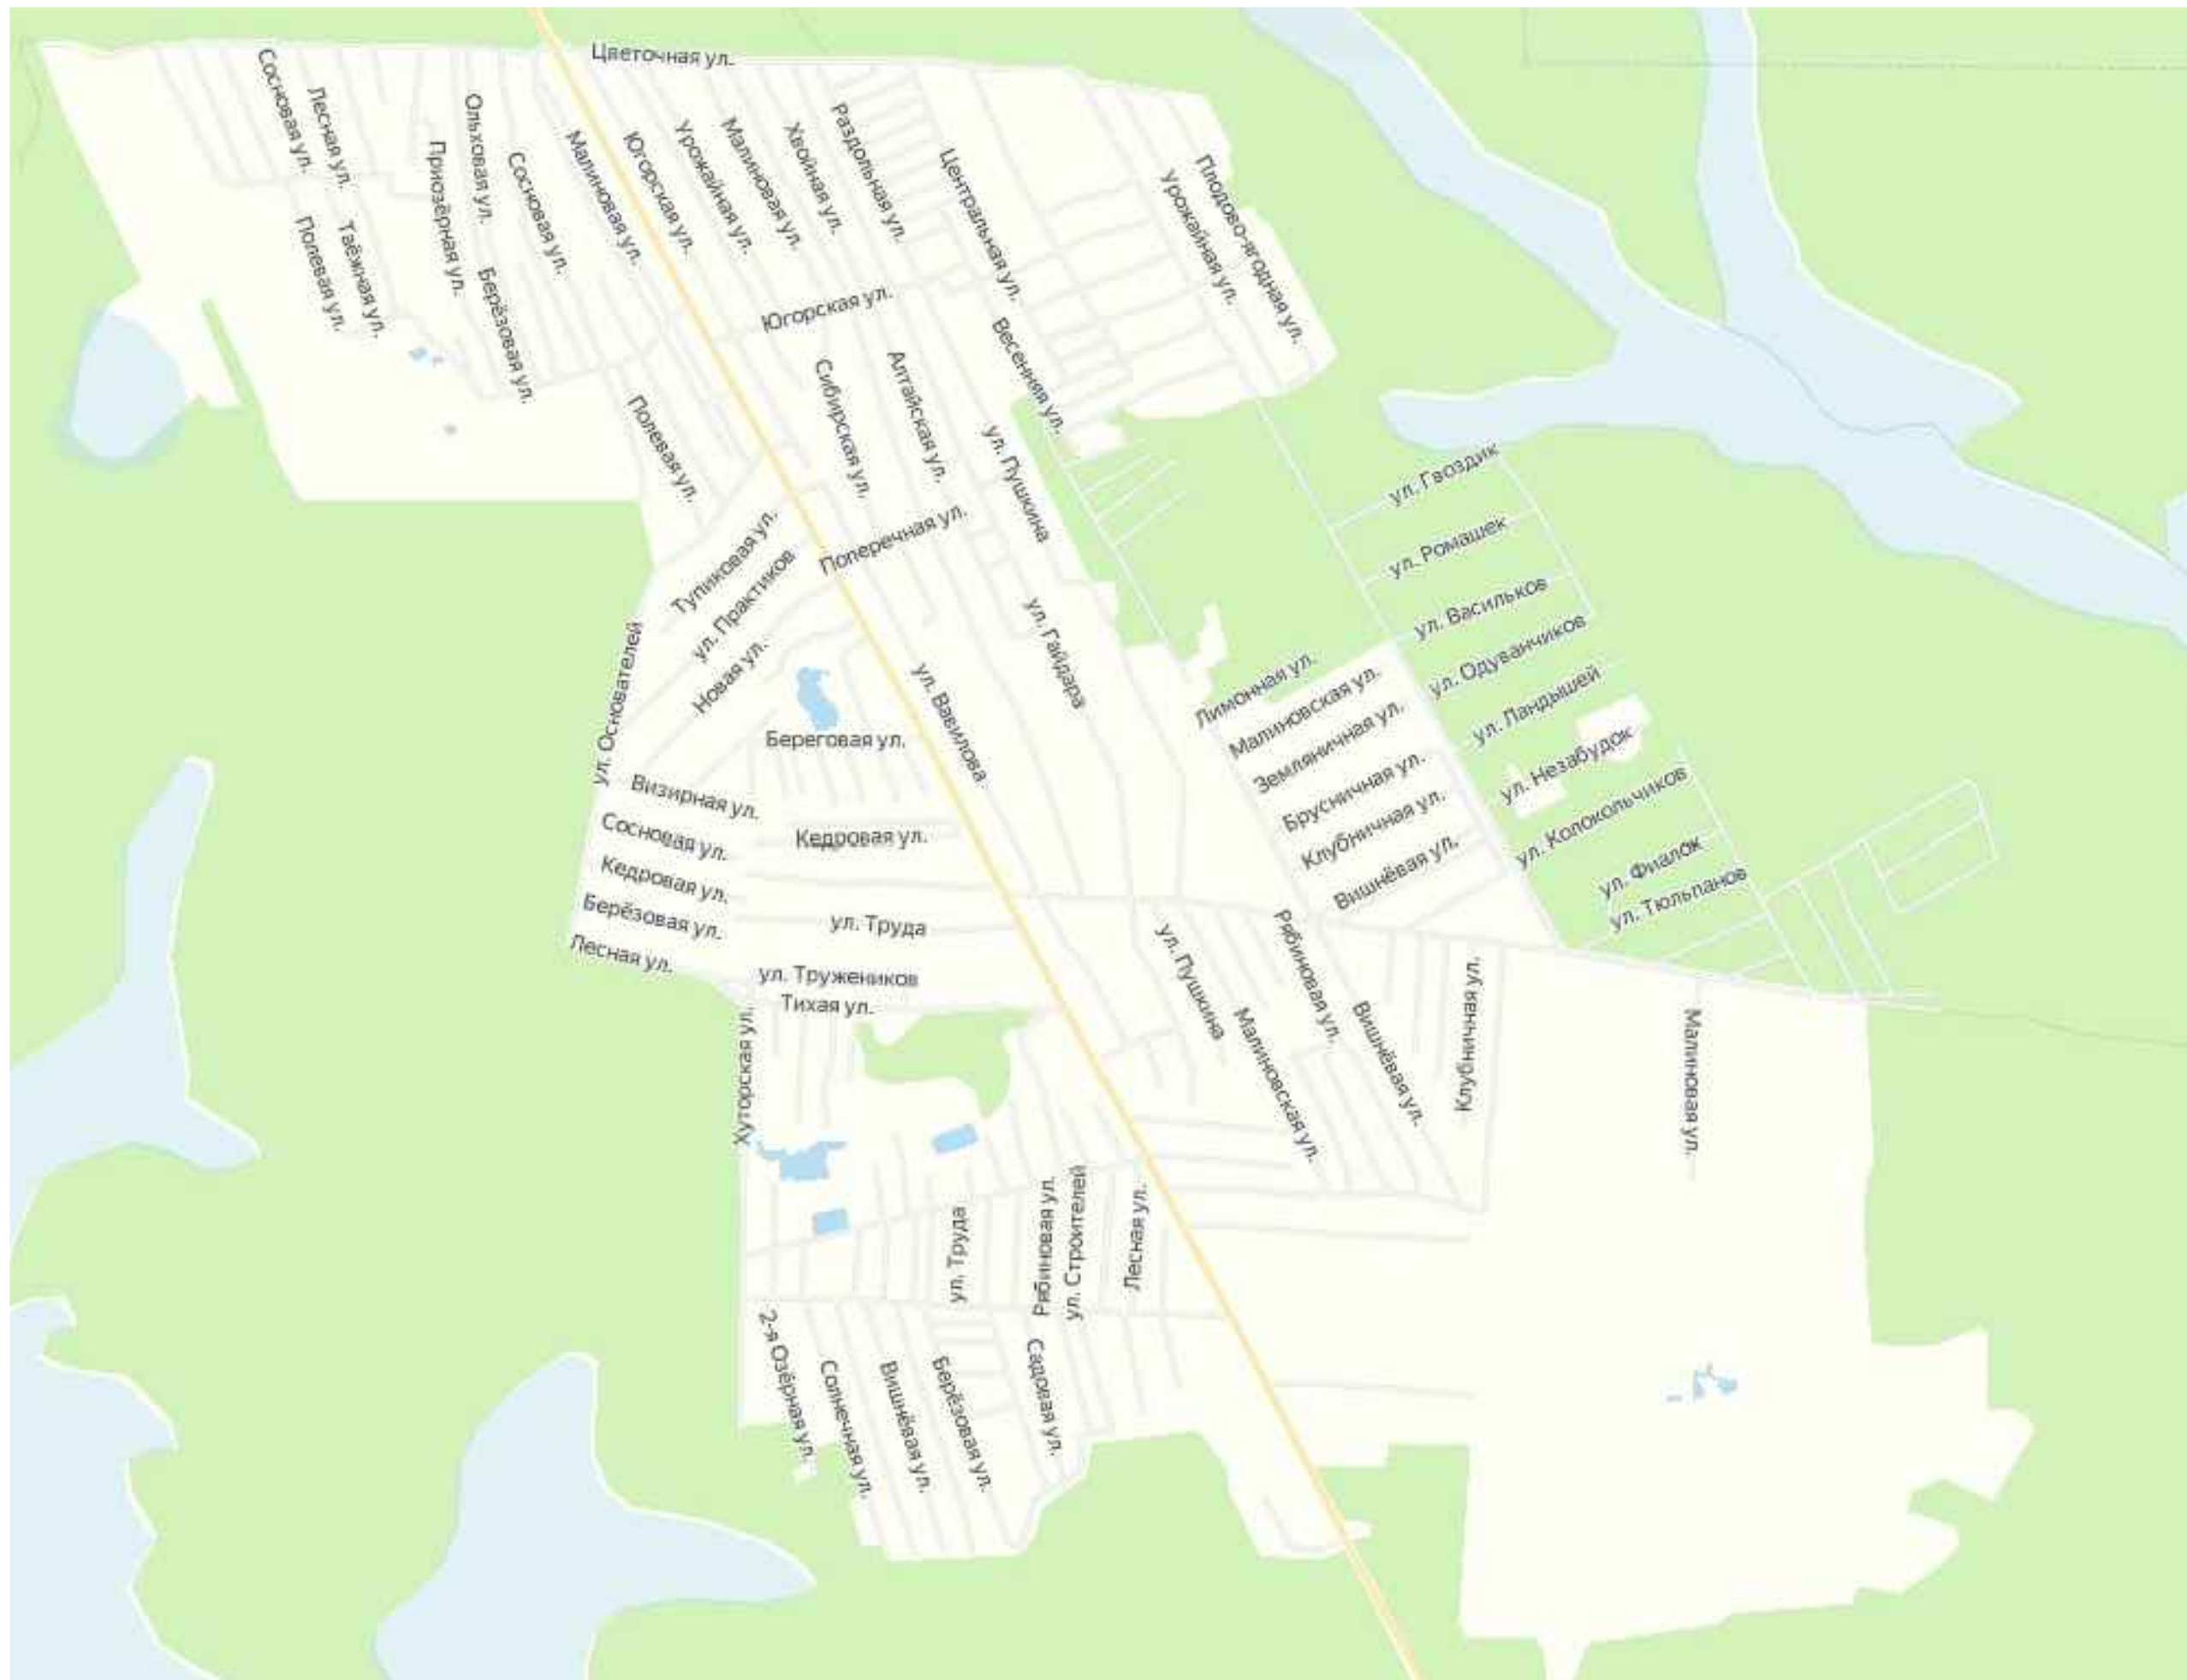 Цветочная ул.
Сосновая ул.
Лесная ул.
Ольховая ул.
Приозёрная ул.
Сосновая ул.
Малиновая ул.
Югорская ул.
Урожайная ул.
Малиновая ул.
Хвойная ул.
Раздольная ул.
Центральная ул.
Плодово-ягодная ул.
Урожайная ул.
Полевая ул.
Таёжная ул.
Берёзовая ул.
Югорская ул.
Весенняя ул.
Полевая ул.
Сибирская ул.
Алтайская ул.
ул. Пушкина
ул. Гвоздик
ул. Ромашек
ул. Васильков
ул. Одуванчиков
ул. Ландышей
ул. Незабудок
ул. Колокольчиков
ул. Фиалок
ул. Тюльпанов
Тупиковая ул.
ул. Практиков
Поперечная ул.
Новая ул.
ул. Основателей
ул. Гайдара
ул. Вавилова
Лимонная ул.
Малиновская ул.
Земляничная ул.
Брусничная ул.
Клубничная ул.
Вишнёвая ул.
Береговая ул.
Визирная ул.
Сосновая ул.
Кедровая ул.
Кедровая ул.
Берёзовая ул.
ул. Труда
Лесная ул.
ул. Тружеников
Тихая ул.
Хуторская ул.
ул. Пушкина
Малиновская ул.
Рябиновая ул.
Вишнёвая ул.
Клубничная ул.
Малиновая ул.
ул. Труда
Рябиновая ул.
ул. Строителей
Лесная ул.
2-я Озёрная ул.
Солнечная ул.
Вишнёвая ул.
Берёзовая ул.
Садовая ул.